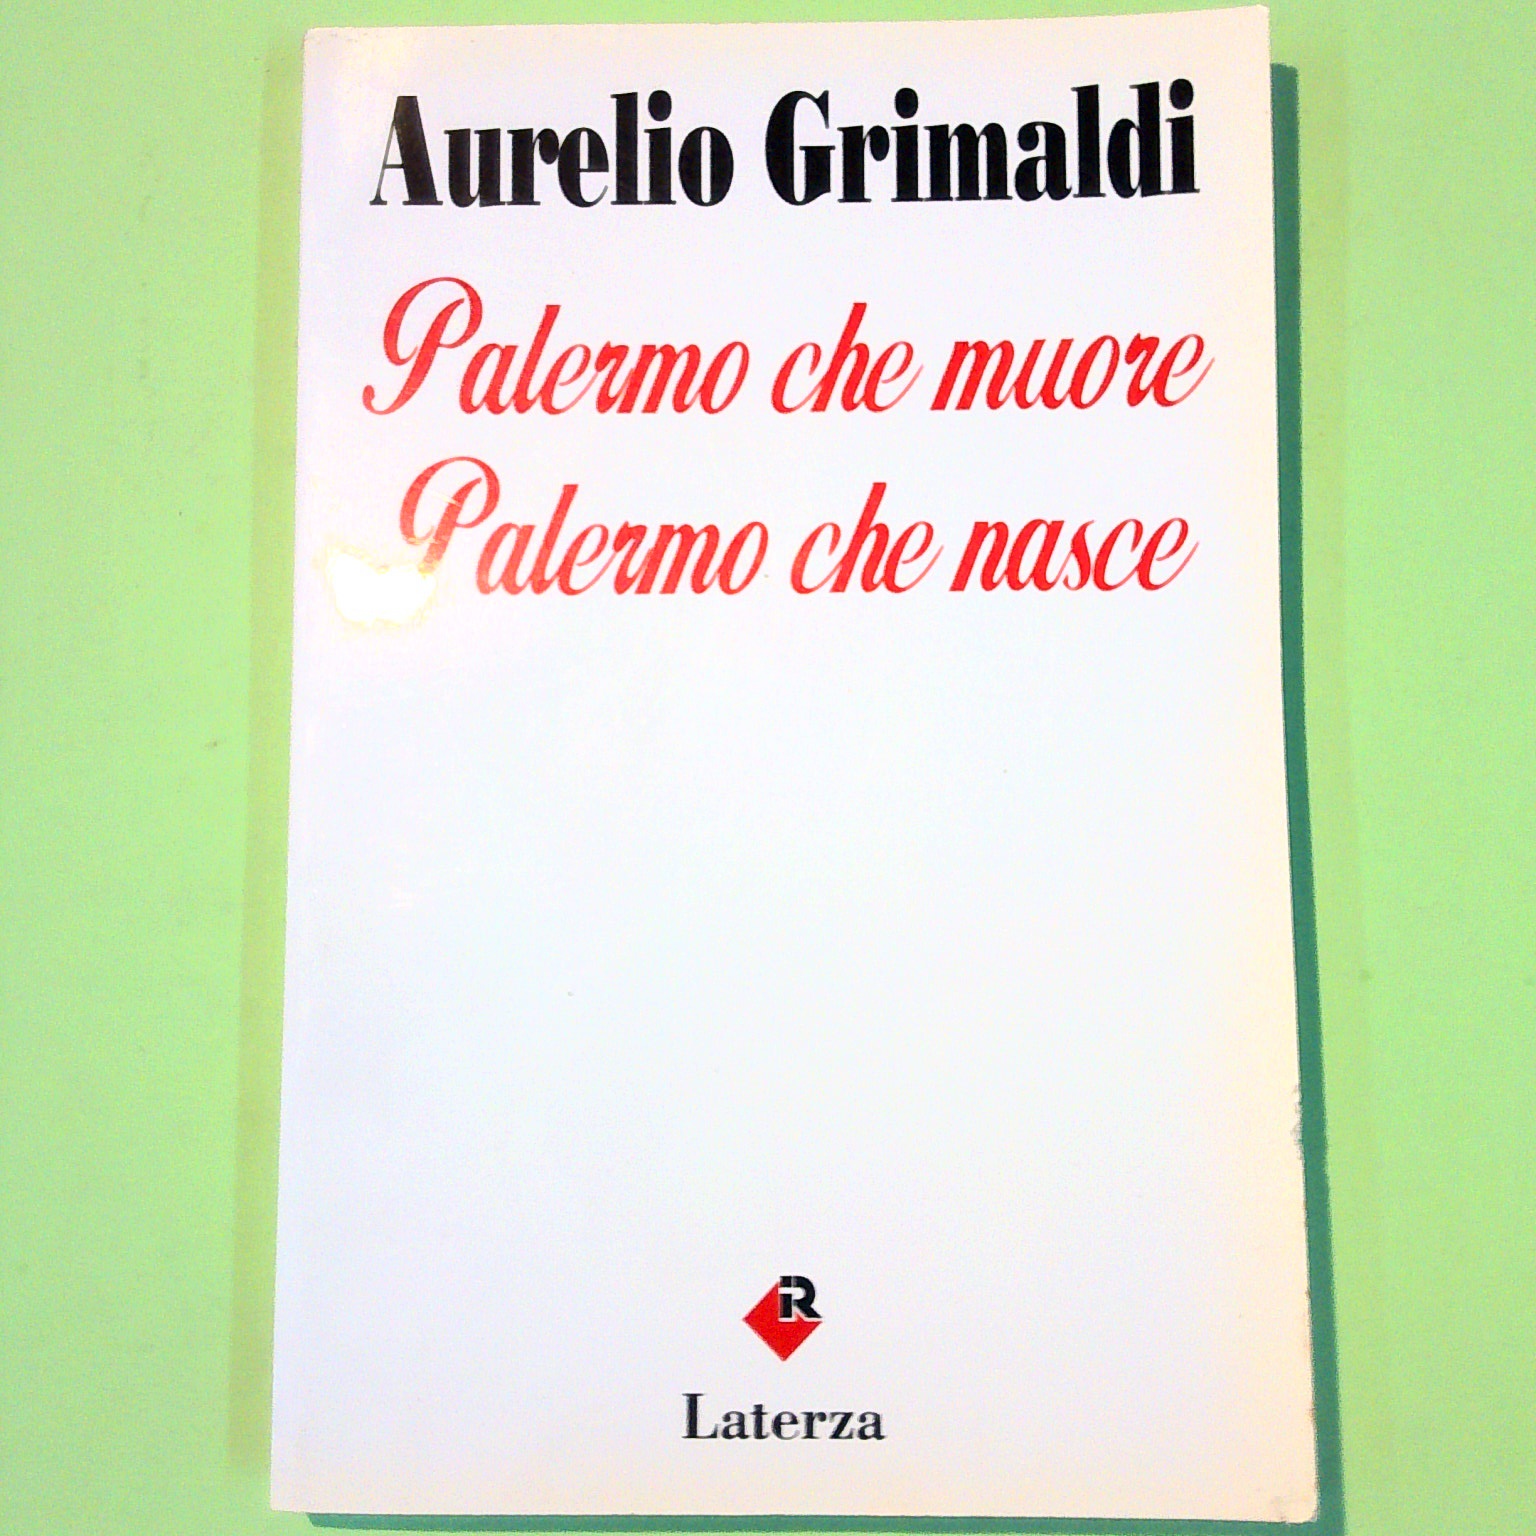 Aurelio Grimaldi
Palermo che muore
Palermo che nasce
R
Laterza